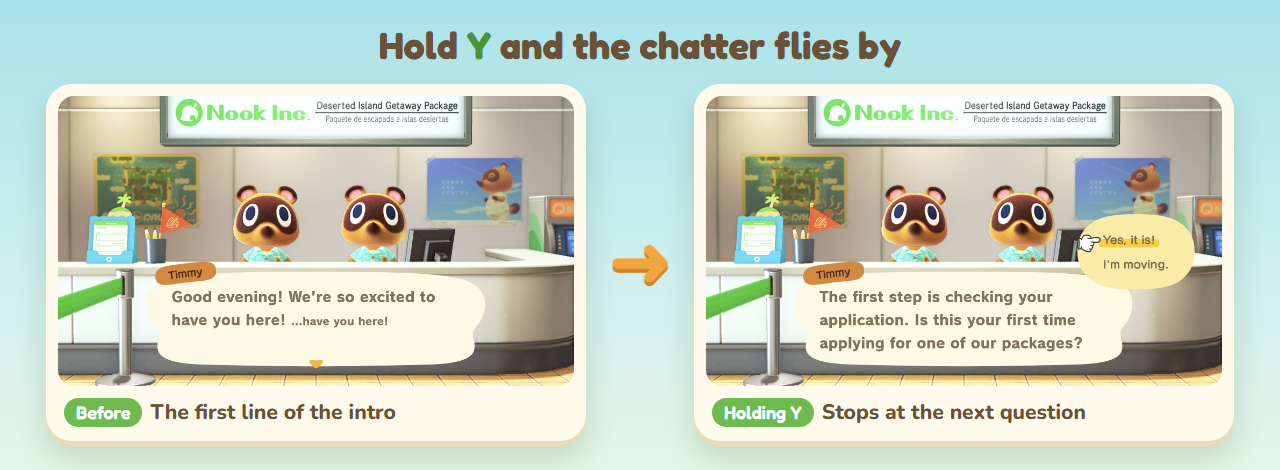 Hold Y and the chatter flies by
Nook Inc.
Deserted Island Getaway Package
Paquete de escapada a islas desiertas
Timmy
Good evening! We're so excited to
have you here! ...have you here!
Before
The first line of the intro
Nook Inc.
Deserted Island Getaway Package
Paquete de escapada a islas desiertas
Yes, it is!
I'm moving.
Timmy
The first step is checking your
application. Is this your first time
applying for one of our packages?
Holding Y
Stops at the next question